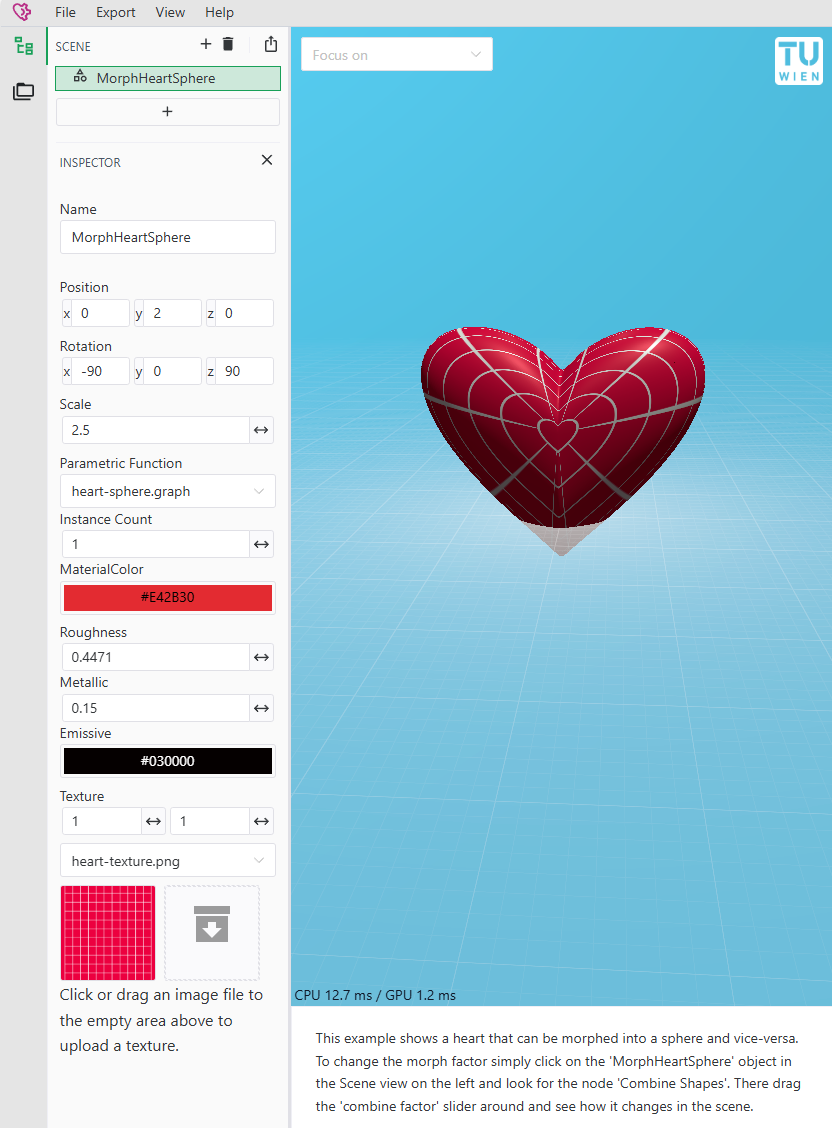 File Export View Help
SCENE
MorphHeartSphere
+
INSPECTOR
Name
MorphHeartSphere
Position
x 0 y 2 z 0
Rotation
x -90 y 0 z 90
Scale
2.5
Parametric Function
heart-sphere.graph
Instance Count
1
MaterialColor
#E42B30
Roughness
0.4471
Metallic
0.15
Emissive
#030000
Texture
1 1
heart-texture.png
Click or drag an image file to
the empty area above to
upload a texture.
Focus on
TU
WIEN
CPU 12.7 ms / GPU 1.2 ms
This example shows a heart that can be morphed into a sphere and vice-versa.
To change the morph factor simply click on the 'MorphHeartSphere' object in
the Scene view on the left and look for the node 'Combine Shapes'. There drag
the 'combine factor' slider around and see how it changes in the scene.